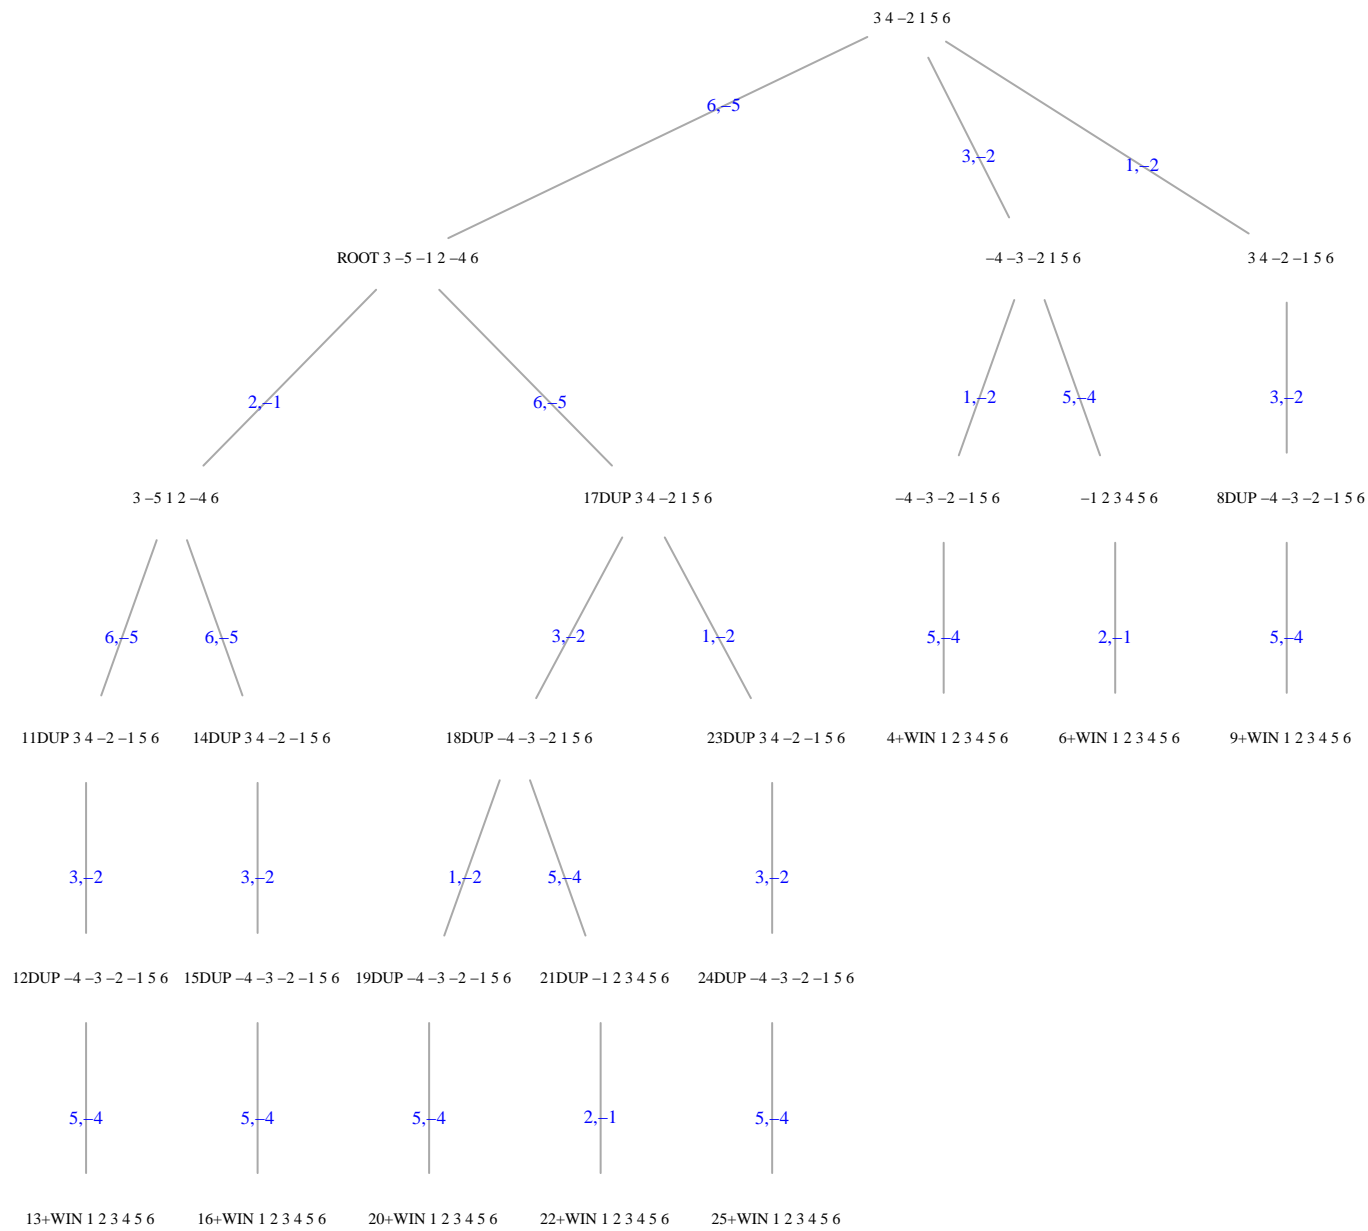 3 4 −2 1 5 6
6,−5
3,−2
1,−2
ROOT 3 −5 −1 2 −4 6
−4 −3 −2 1 5 6
3 4 −2 −1 5 6
2,−1
6,−5
1,−2
5,−4
3,−2
3 −5 1 2 −4 6
17DUP 3 4 −2 1 5 6
−4 −3 −2 −1 5 6
−1 2 3 4 5 6
8DUP −4 −3 −2 −1 5 6
6,−5
6,−5
3,−2
1,−2
5,−4
2,−1
5,−4
11DUP 3 4 −2 −1 5 6
14DUP 3 4 −2 −1 5 6
18DUP −4 −3 −2 1 5 6
23DUP 3 4 −2 −1 5 6
4+WIN 1 2 3 4 5 6
6+WIN 1 2 3 4 5 6
9+WIN 1 2 3 4 5 6
3,−2
3,−2
1,−2
5,−4
3,−2
12DUP −4 −3 −2 −1 5 6
15DUP −4 −3 −2 −1 5 6
19DUP −4 −3 −2 −1 5 6
21DUP −1 2 3 4 5 6
24DUP −4 −3 −2 −1 5 6
5,−4
5,−4
5,−4
2,−1
5,−4
13+WIN 1 2 3 4 5 6
16+WIN 1 2 3 4 5 6
20+WIN 1 2 3 4 5 6
22+WIN 1 2 3 4 5 6
25+WIN 1 2 3 4 5 6